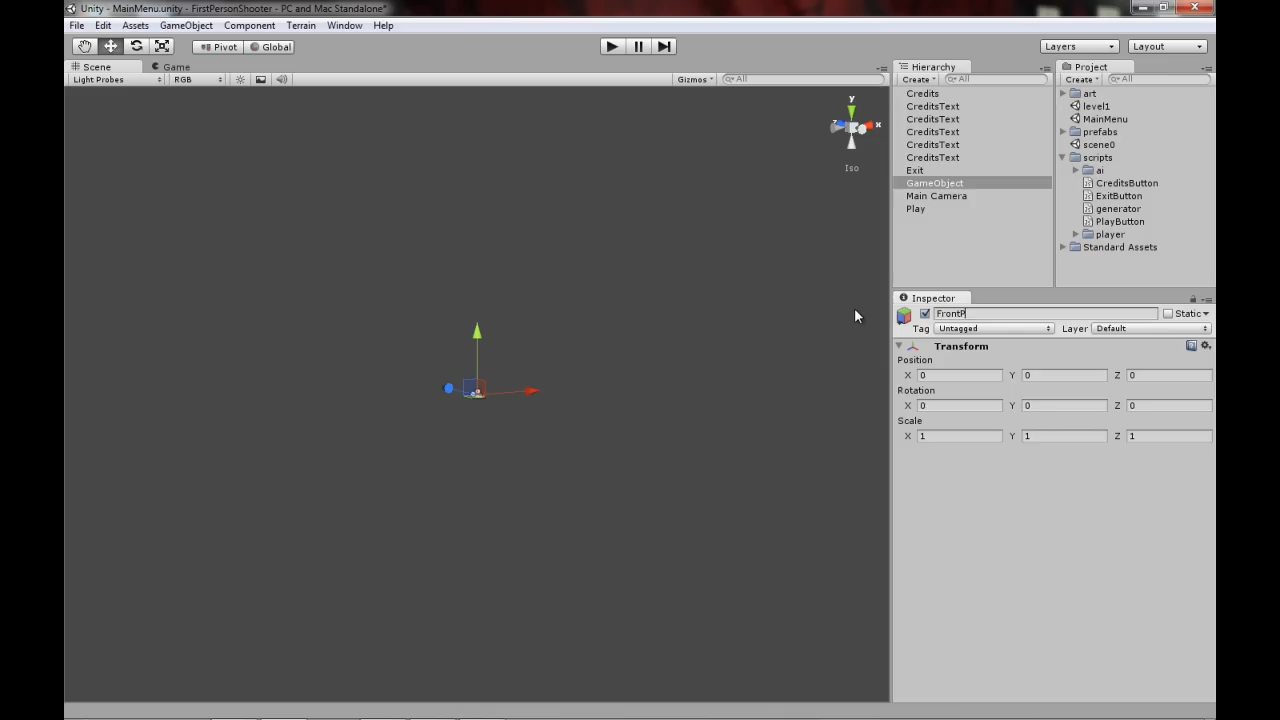 Unity - MainMenu.unity - FirstPersonShooter - PC and Mac Standalone*
File Edit Assets GameObject Component Terrain Window Help
Pivot Global Layers Layout
Scene Game
Light Probes RGB Gizmos All
Hierarchy
Create All
Credits
CreditsText
CreditsText
CreditsText
CreditsText
CreditsText
Exit
GameObject
Main Camera
Play
Project
Create All
art
level1
MainMenu
prefabs
scene0
scripts
ai
CreditsButton
ExitButton
generator
PlayButton
player
Standard Assets
y
x
z
Iso
Inspector
FrontP Static
Tag Untagged Layer Default
Transform
Position
X 0 Y 0 Z 0
Rotation
X 0 Y 0 Z 0
Scale
X 1 Y 1 Z 1